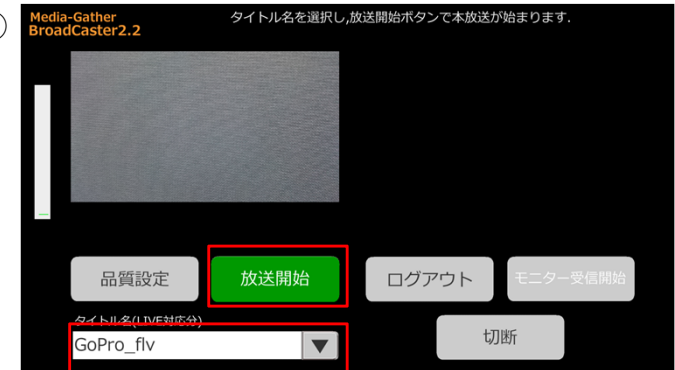 Media-Gather
BroadCaster2.2
タイトル名を選択し,放送開始ボタンで本放送が始まります.
品質設定
放送開始
ログアウト
モニター受信開始
タイトル名(LIVE対応分)
GoPro_flv
切断